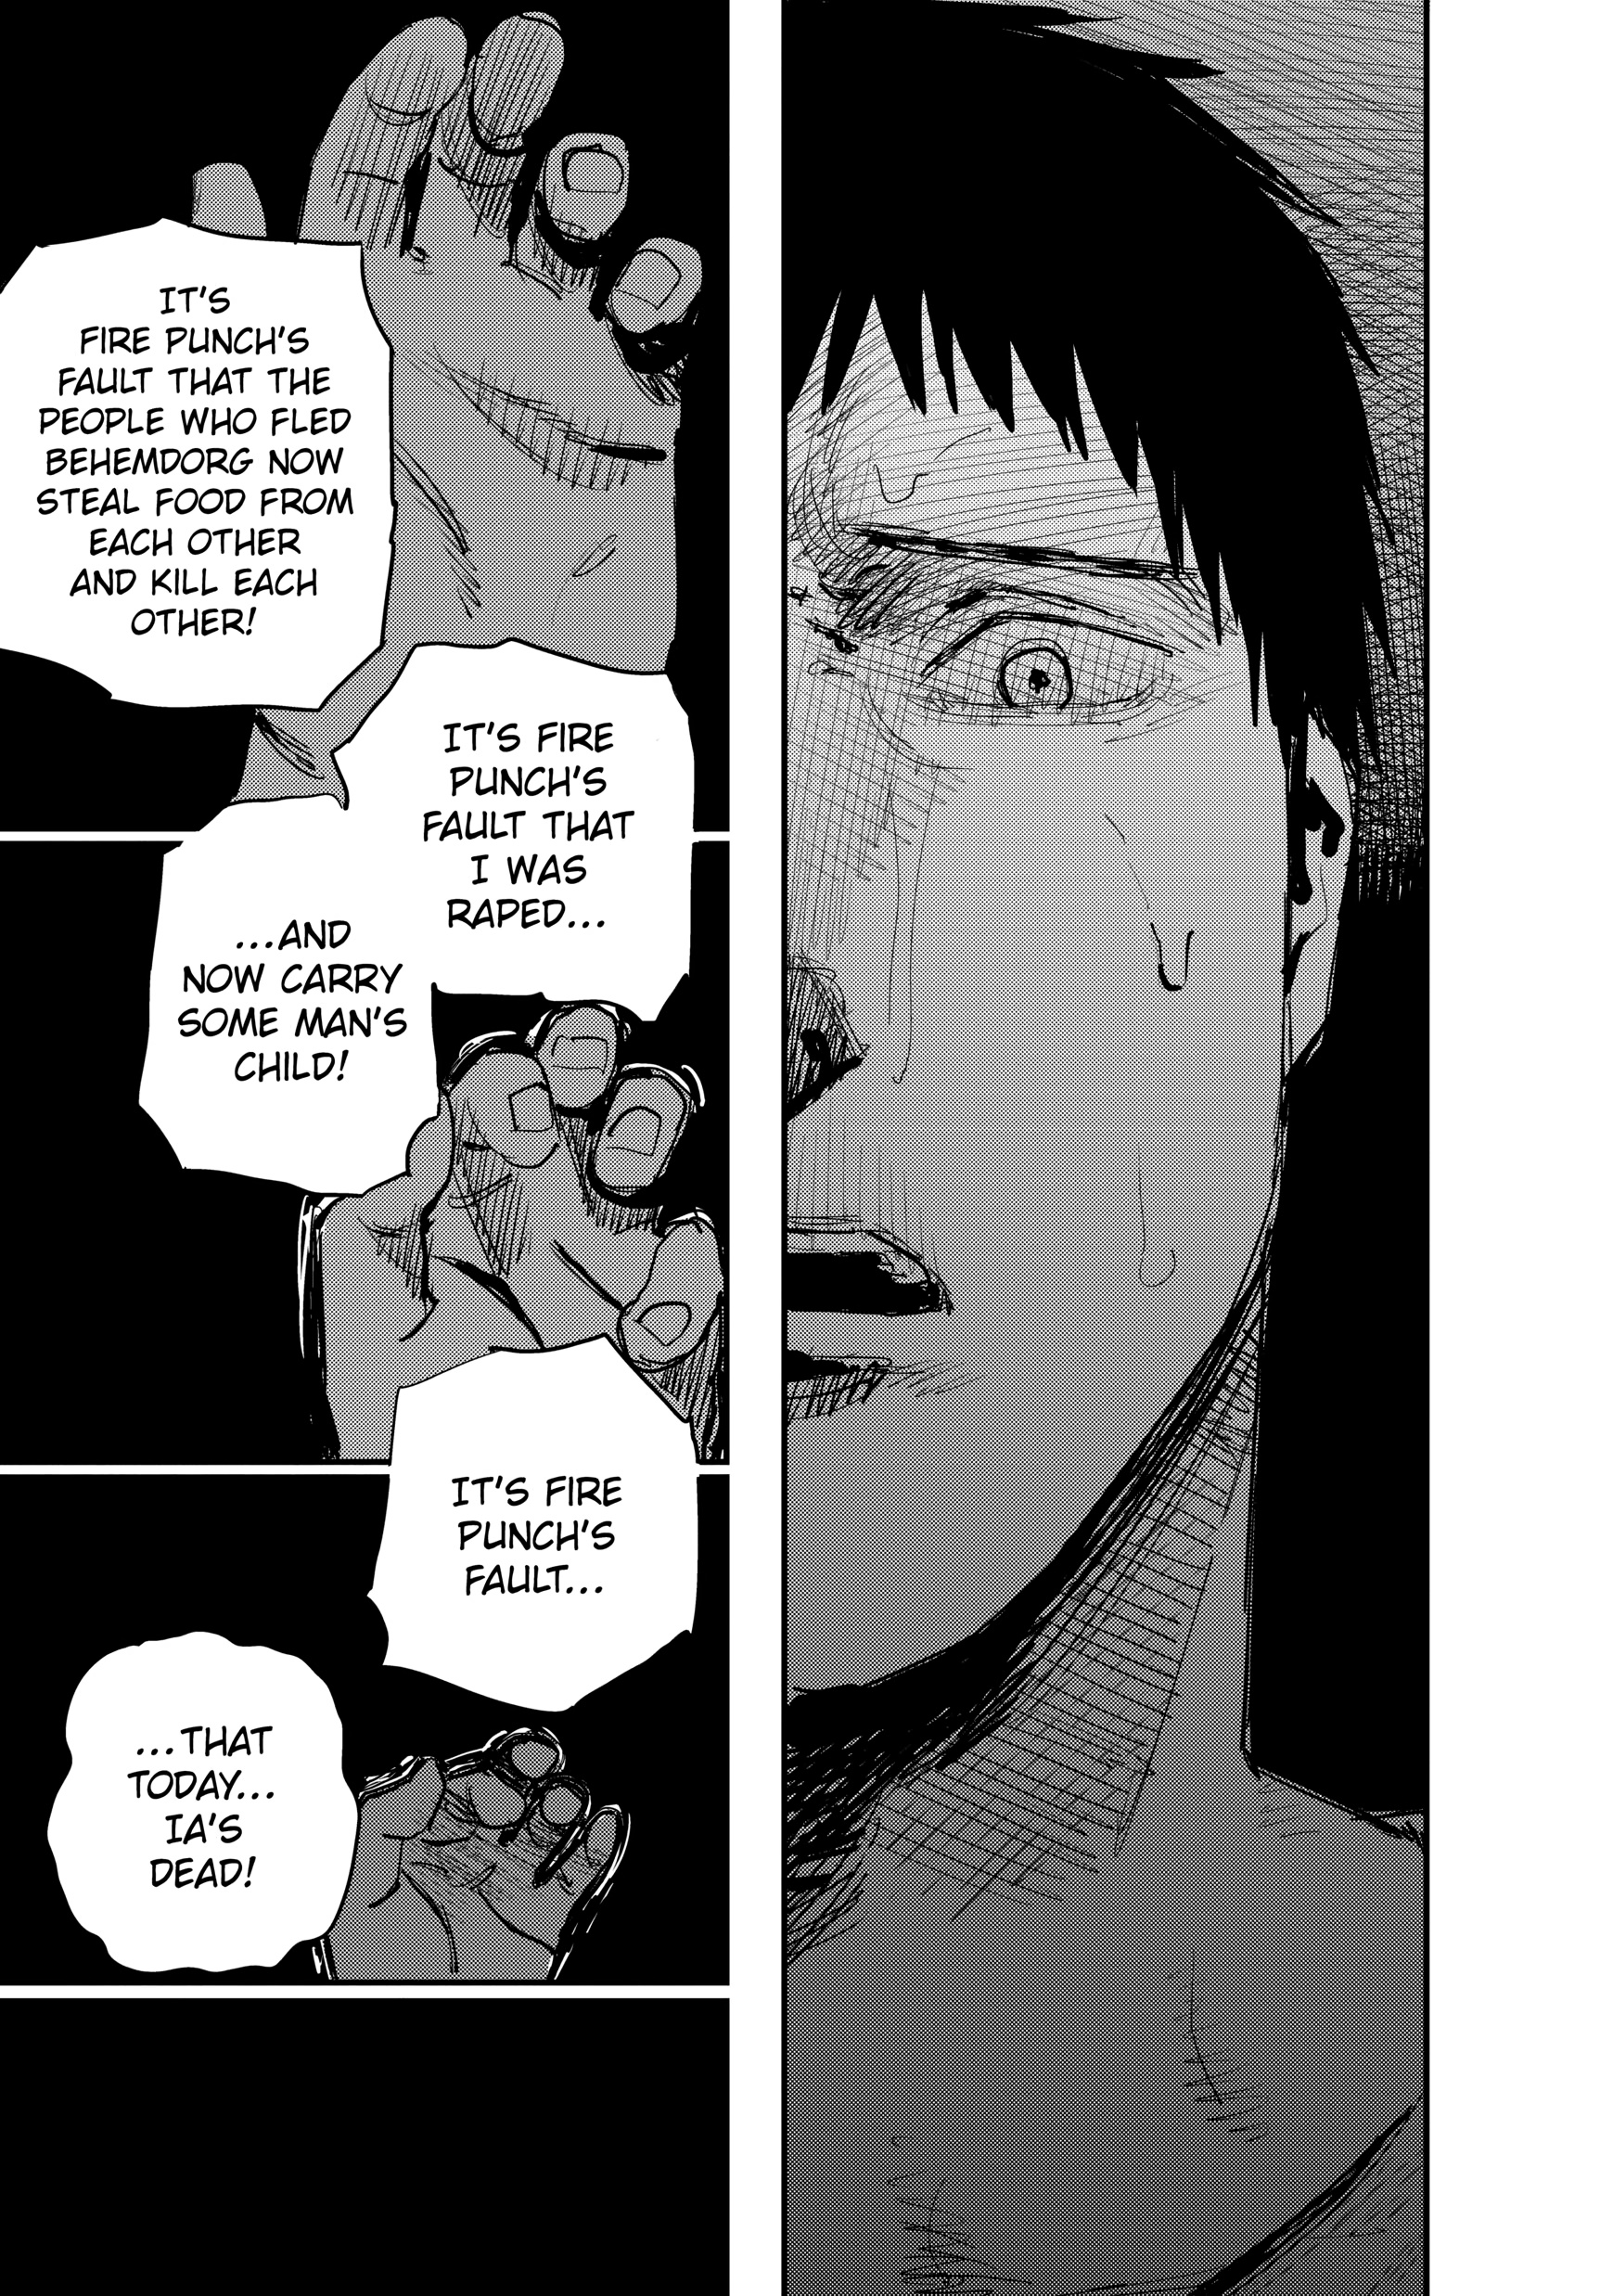 IT'S
FIRE PUNCH'S
FAULT THAT THE
PEOPLE WHO FLED
BEHEMDORG NOW
STEAL FOOD FROM
EACH OTHER
AND KILL EACH
OTHER!
IT'S FIRE
PUNCH'S
FAULT THAT
I WAS
RAPED...
...AND
NOW CARRY
SOME MAN'S
CHILD!
IT'S FIRE
PUNCH'S
FAULT...
...THAT
TODAY...
IA'S
DEAD!